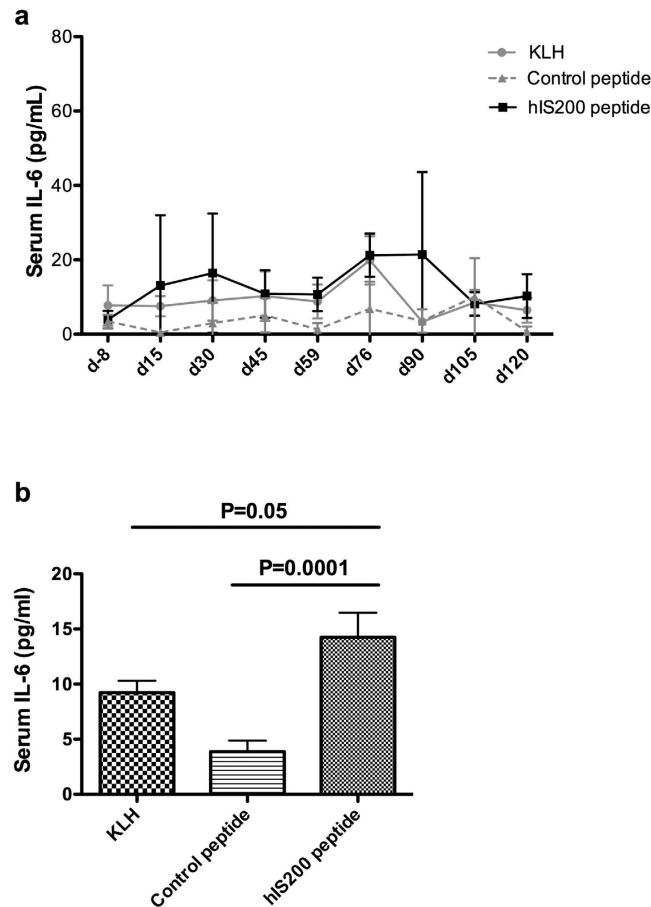 a
80
60
40
20
0
Serum IL-6 (pg/mL)
KLH
Control peptide
hIS200 peptide
d-8
d15
d30
d45
d59
d76
d90
d105
d120
b
P=0.05
P=0.0001
20
15
10
5
0
Serum IL-6 (pg/ml)
KLH
Control peptide
hIS200 peptide